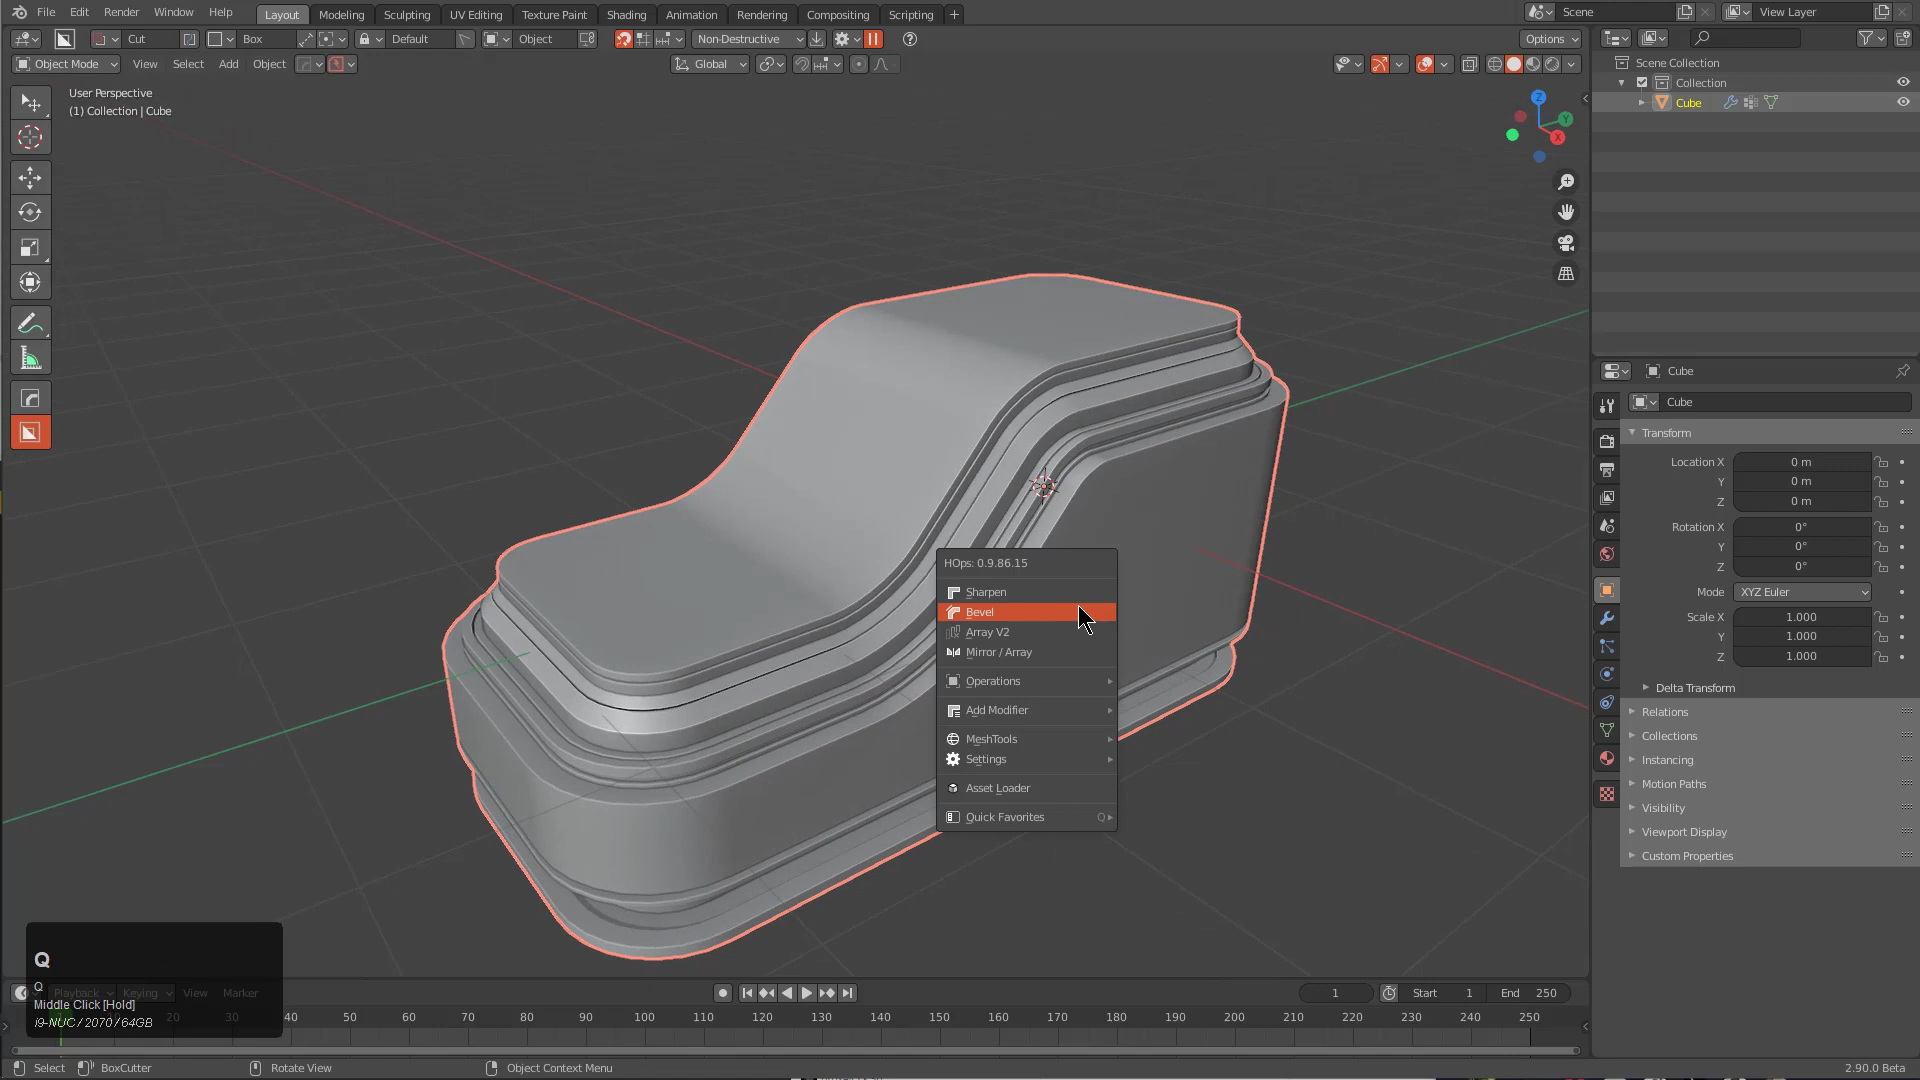 File Edit Render Window Help Layout Modeling Sculpting UV Editing Texture Paint Shading Animation Rendering Compositing Scripting + Scene View Layer
Cut Box Default Object Non-Destructive Options
Object Mode View Select Add Object Global
User Perspective
(1) Collection | Cube
Z
Y
X
Scene Collection
Collection
Cube
Cube
Cube
Transform
Location X 0 m
Y 0 m
Z 0 m
Rotation X 0°
Y 0°
Z 0°
Mode XYZ Euler
Scale X 1.000
Y 1.000
Z 1.000
Delta Transform
Relations
Collections
Instancing
Motion Paths
Visibility
Viewport Display
Custom Properties
HOps: 0.9.86.15
Sharpen
Bevel
Array V2
Mirror / Array
Operations
Add Modifier
MeshTools
Settings
Asset Loader
Quick Favorites Q
Q
Q
Middle Click [Hold]
i9-NUC / 2070 / 64GB
Playback Keying View Marker 1 Start 1 End 250
20 30 40 50 60 70 80 90 100 110 120 130 140 150 160 170 180 190 200 210 220 230 240 250
Select BoxCutter Rotate View Object Context Menu 2.90.0 Beta